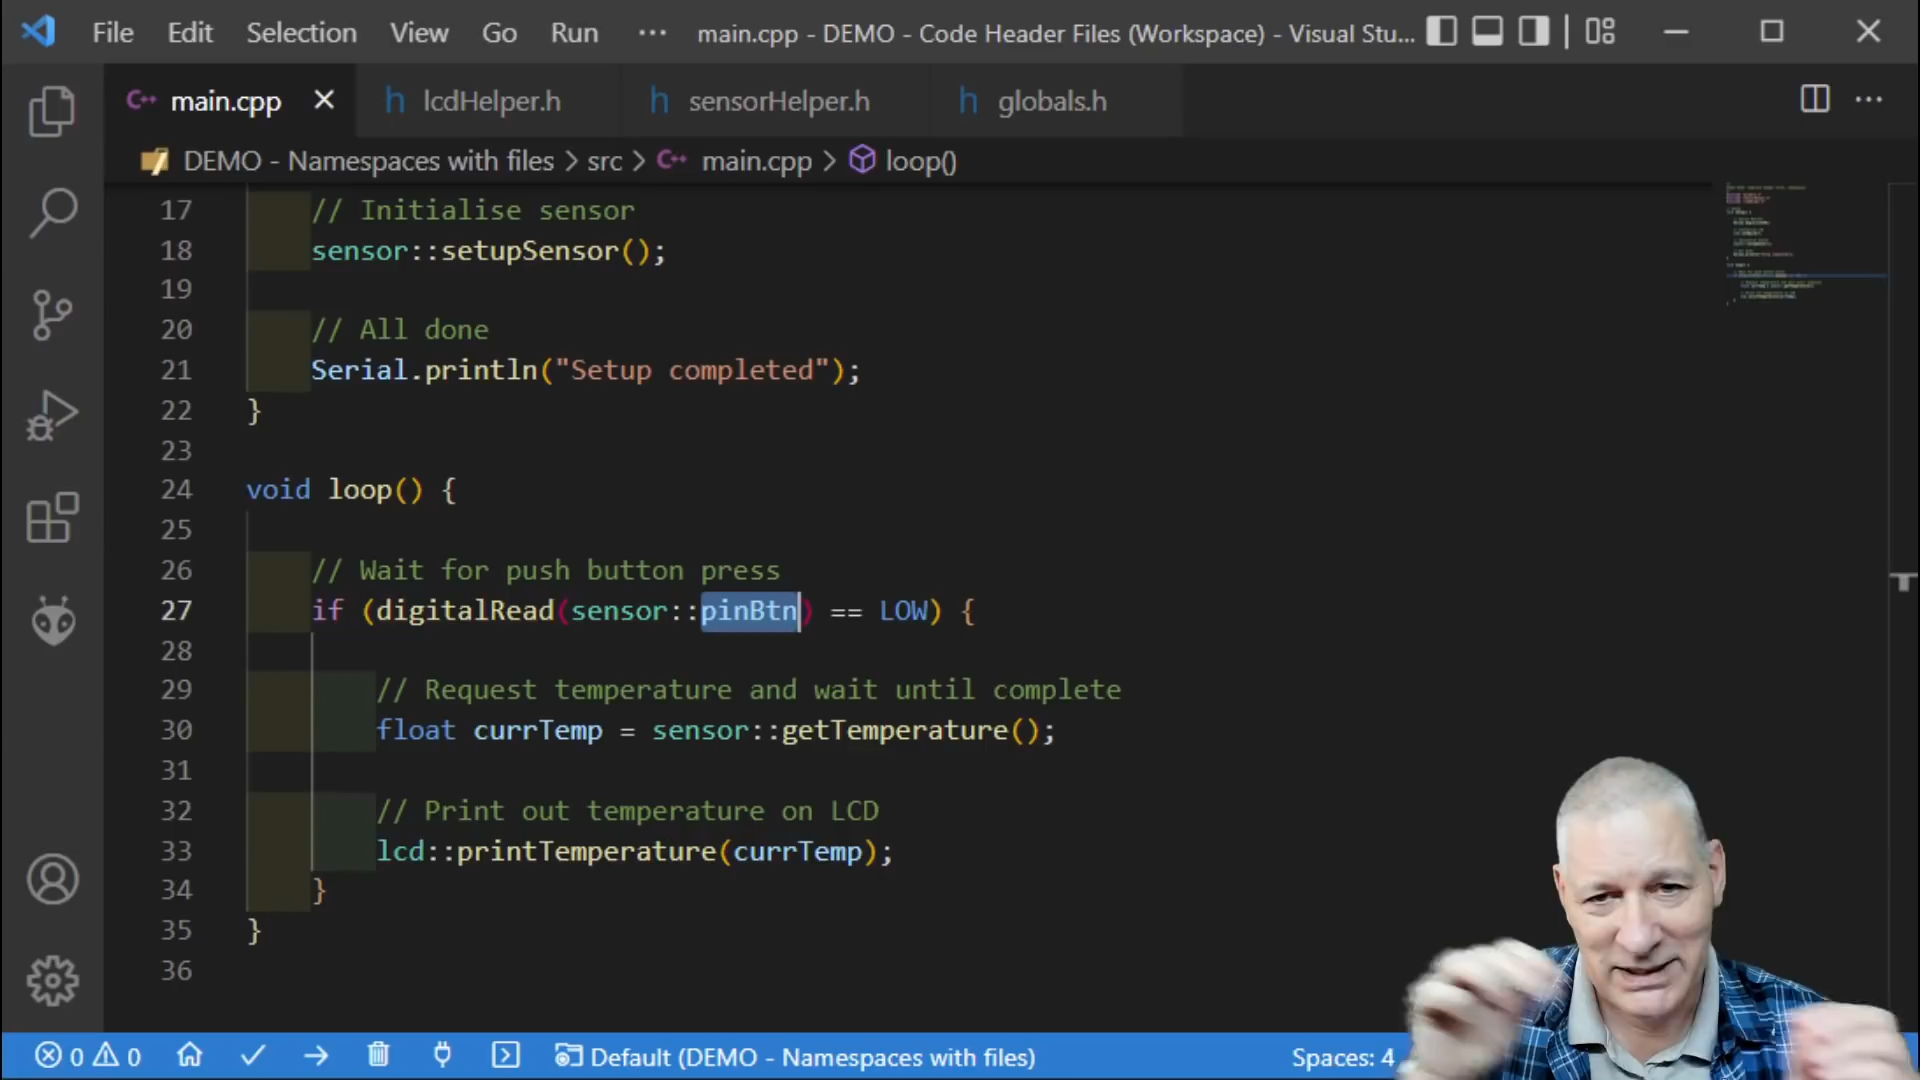 File Edit Selection View Go Run ··· main.cpp - DEMO - Code Header Files (Workspace) - Visual Stu...
main.cpp lcdHelper.h sensorHelper.h globals.h
DEMO - Namespaces with files > src > main.cpp > loop()
17 // Initialise sensor
18 sensor::setupSensor();
19
20 // All done
21 Serial.println("Setup completed");
22 }
23
24 void loop() {
25
26 // Wait for push button press
27 if (digitalRead(sensor::pinBtn) == LOW) {
28
29 // Request temperature and wait until complete
30 float currTemp = sensor::getTemperature();
31
32 // Print out temperature on LCD
33 lcd::printTemperature(currTemp);
34 }
35 }
36
0 0 Default (DEMO - Namespaces with files) Spaces: 4